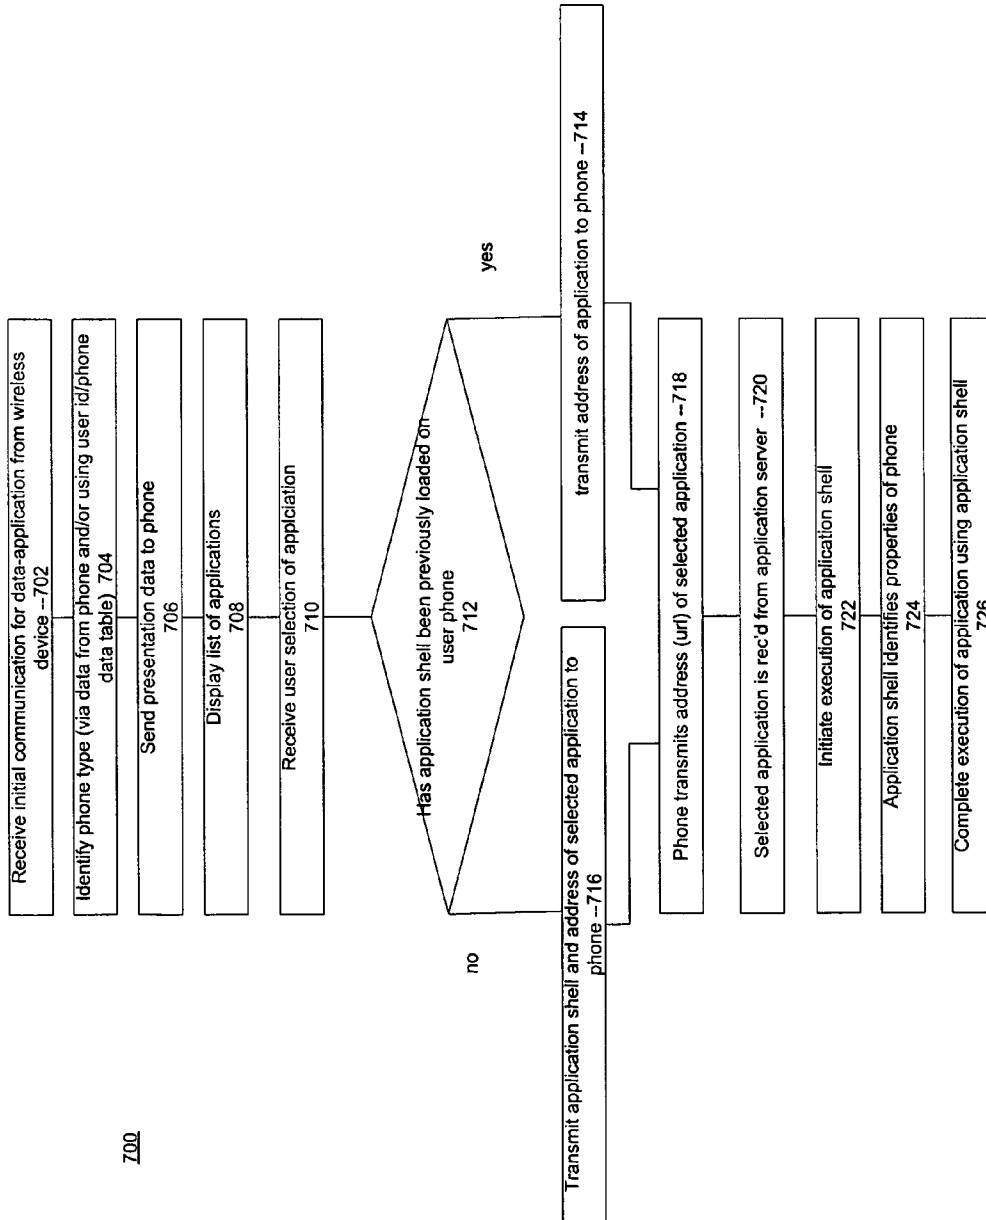 700
Receive initial communication for data-application from wireless
device --702
Identify phone type (via data from phone and/or using user id/phone
data table) 704
Send presentation data to phone
706
Display list of applications
708
Receive user selection of applciation
710
Has application shell been previously loaded on
user phone
712
no
yes
Transmit application shell and address of selected application to
phone --716
transmit address of application to phone --714
Phone transmits address (url) of selected application --718
Selected application is rec'd from application server --720
Initiate execution of application shell
722
Application shell identifies properties of phone
724
Complete execution of application using application shell
726